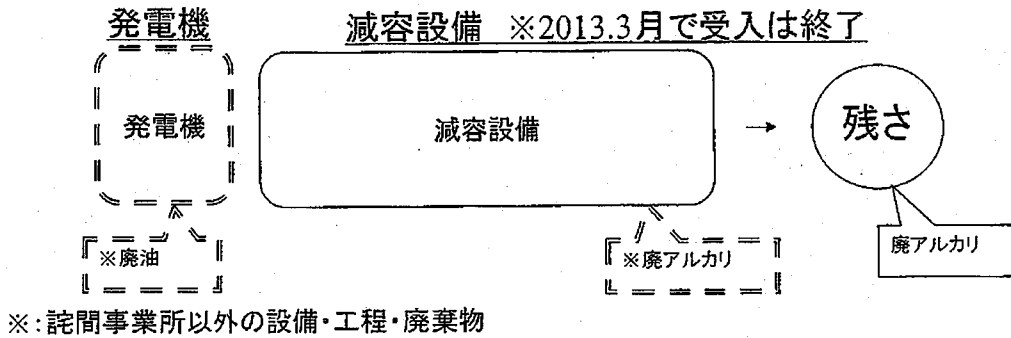 発電機
減容設備 ※2013.3月で受入は終了
発電機
減容設備
→
残さ
※廃油
※廃アルカリ
廃アルカリ
※:詫間事業所以外の設備・工程・廃棄物